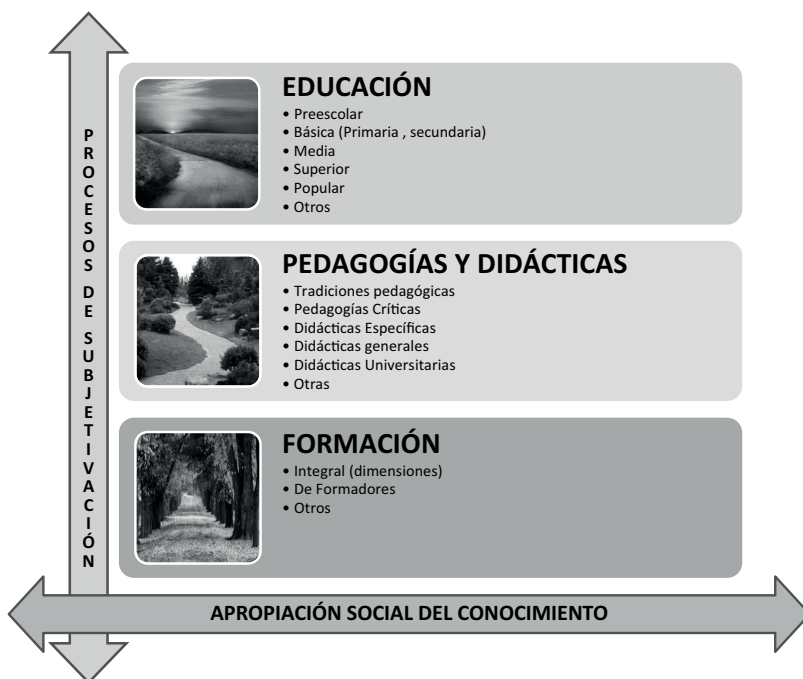 PROCESOS DE SUBJETIVACIÓN
EDUCACIÓN
• Preescolar
• Básica (Primaria , secundaria)
• Media
• Superior
• Popular
• Otros
PEDAGOGÍAS Y DIDÁCTICAS
• Tradiciones pedagógicas
• Pedagogías Críticas
• Didácticas Específicas
• Didácticas generales
• Didácticas Universitarias
• Otras
FORMACIÓN
• Integral (dimensiones)
• De Formadores
• Otros
APROPIACIÓN SOCIAL DEL CONOCIMIENTO